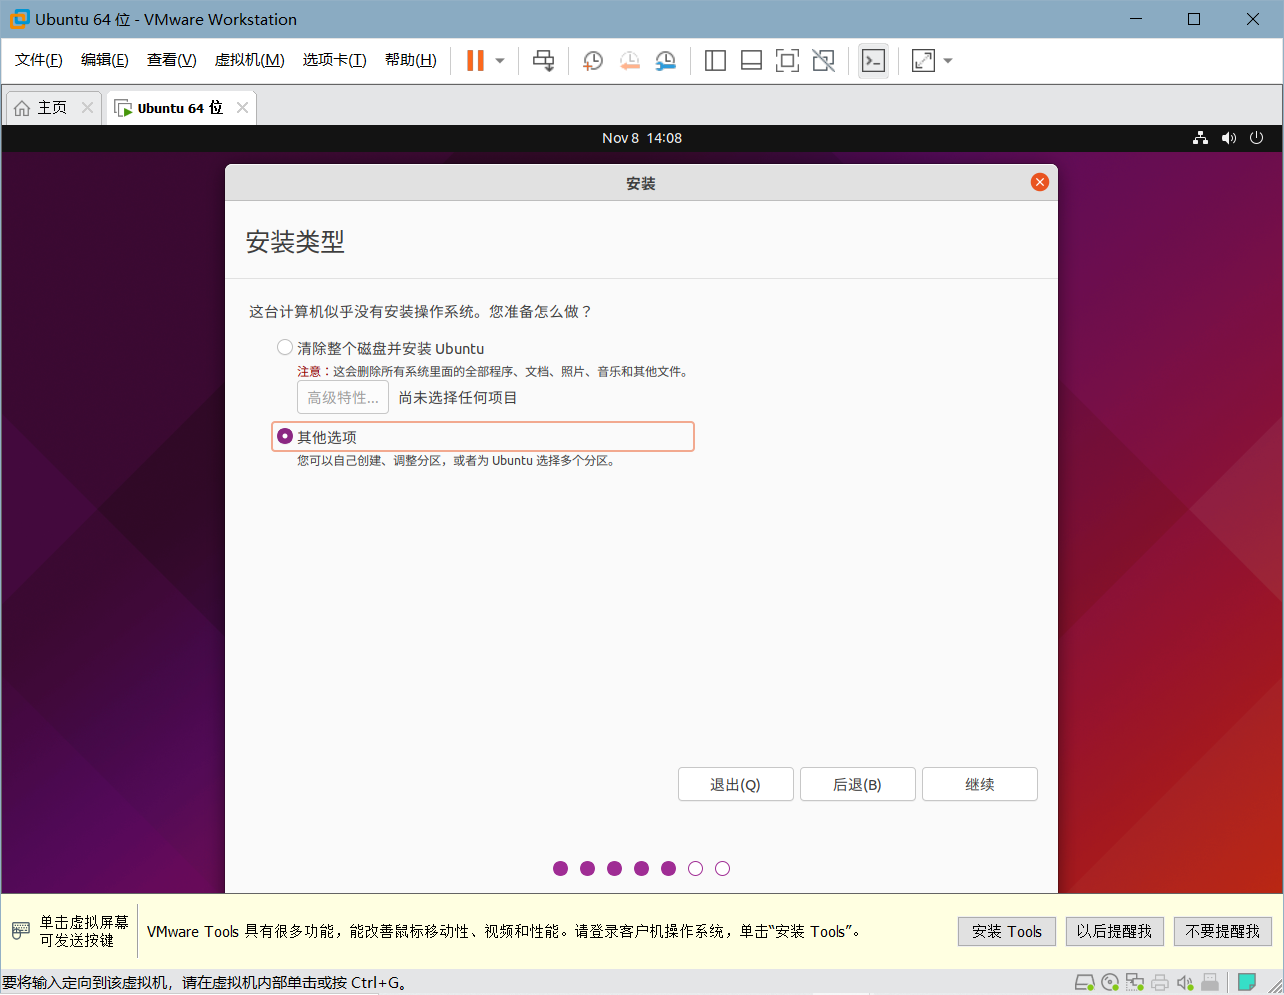 Ubuntu 64 位 - VMware Workstation
文件(F) 编辑(E) 查看(V) 虚拟机(M) 选项卡(T) 帮助(H)
主页 Ubuntu 64 位
Nov 8 14:08
安装
安装类型
这台计算机似乎没有安装操作系统。您准备怎么做？
清除整个磁盘并安装 Ubuntu
注意：这会删除所有系统里面的全部程序、文档、照片、音乐和其他文件。
高级特性... 尚未选择任何项目
其他选项
您可以自己创建、调整分区，或者为 Ubuntu 选择多个分区。
退出(Q) 后退(B) 继续
单击虚拟屏幕
可发送按键
VMware Tools 具有很多功能，能改善鼠标移动性、视频和性能。请登录客户机操作系统，单击“安装 Tools”。
安装 Tools 以后提醒我 不要提醒我
要将输入定向到该虚拟机，请在虚拟机内部单击或按 Ctrl+G。